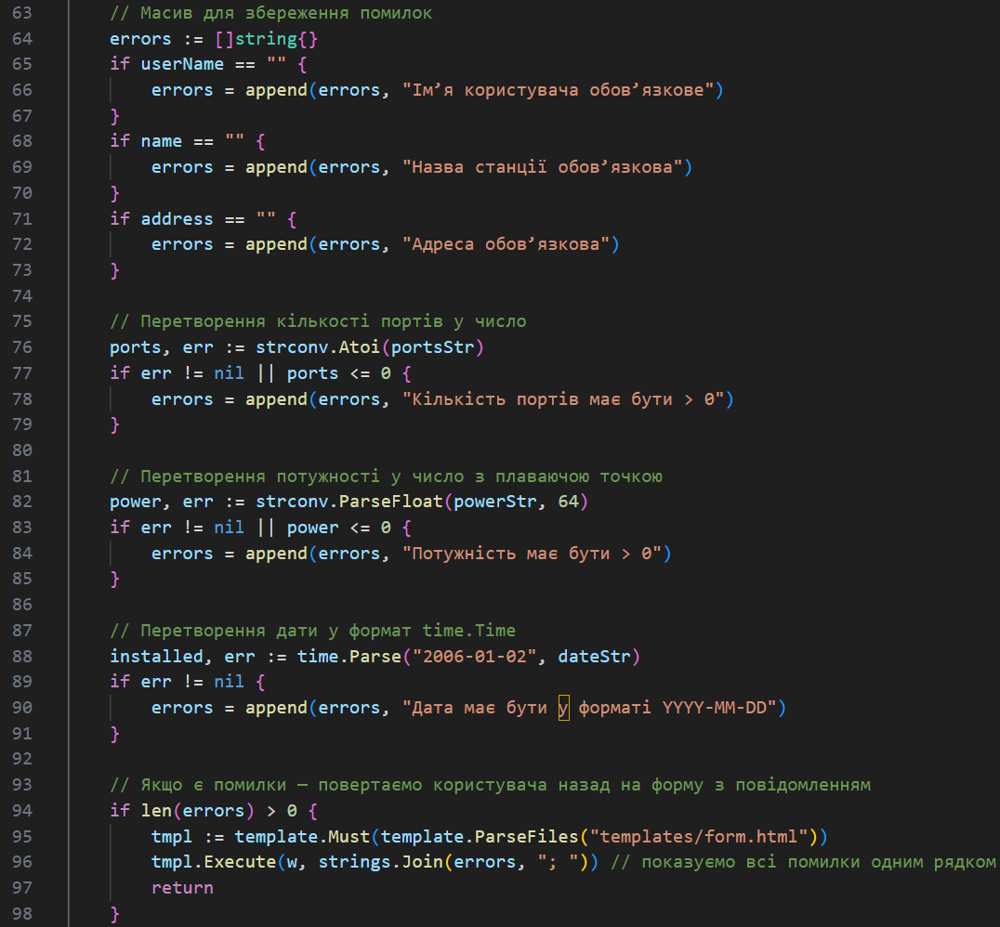 63 // Масив для збереження помилок
64 errors := []string{}
65 if userName == "" {
66 errors = append(errors, "Ім’я користувача обов’язкове")
67 }
68 if name == "" {
69 errors = append(errors, "Назва станції обов’язкова")
70 }
71 if address == "" {
72 errors = append(errors, "Адреса обов’язкова")
73 }
74
75 // Перетворення кількості портів у число
76 ports, err := strconv.Atoi(portsStr)
77 if err != nil || ports <= 0 {
78 errors = append(errors, "Кількість портів має бути > 0")
79 }
80
81 // Перетворення потужності у число з плаваючою точкою
82 power, err := strconv.ParseFloat(powerStr, 64)
83 if err != nil || power <= 0 {
84 errors = append(errors, "Потужність має бути > 0")
85 }
86
87 // Перетворення дати у формат time.Time
88 installed, err := time.Parse("2006-01-02", dateStr)
89 if err != nil {
90 errors = append(errors, "Дата має бути у форматі YYYY-MM-DD")
91 }
92
93 // Якщо є помилки — повертаємо користувача назад на форму з повідомленням
94 if len(errors) > 0 {
95 tmpl := template.Must(template.ParseFiles("templates/form.html"))
96 tmpl.Execute(w, strings.Join(errors, "; ")) // показуємо всі помилки одним рядком
97 return
98 }